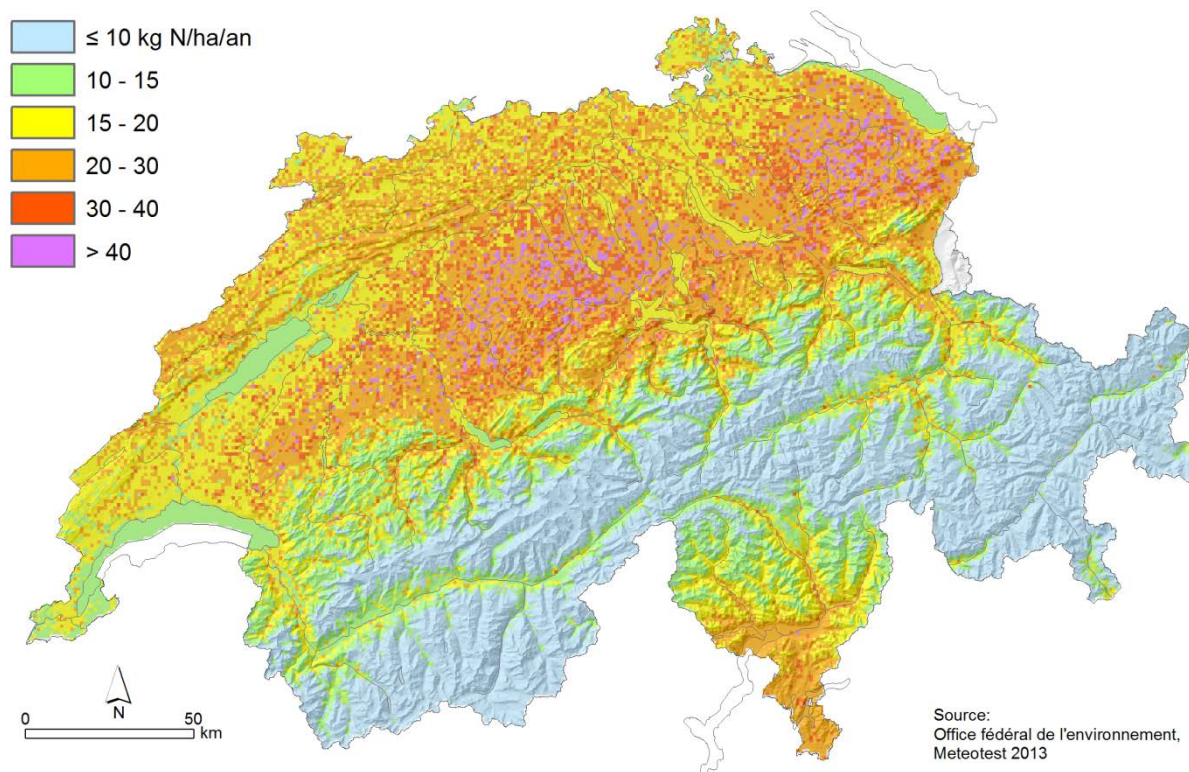 ≤ 10 kg N/ha/an
10 - 15
15 - 20
20 - 30
30 - 40
> 40
N
0 50
km
Source:
Office fédéral de l'environnement,
Meteotest 2013